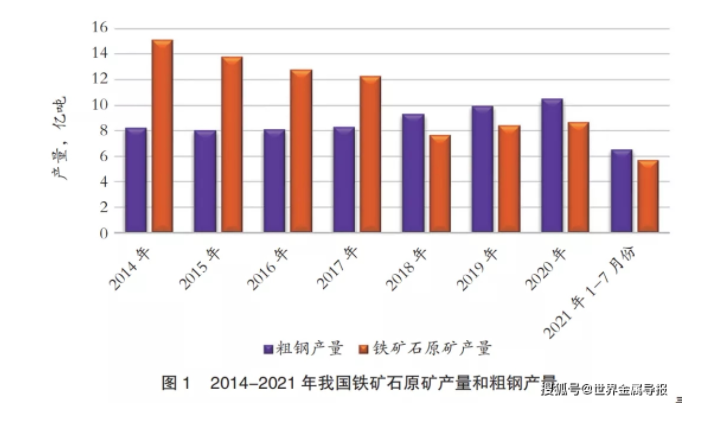 16
14
12
10
8
6
4
2
0
产量，亿吨
2014 年
2015 年
2016 年
2017 年
2018 年
2019 年
2020 年
2021 年 1-7 月份
粗钢产量 铁矿石原矿产量
图 1 2014-2021 年我国铁矿石原矿产量和粗钢产量
搜狐号@世界金属导报